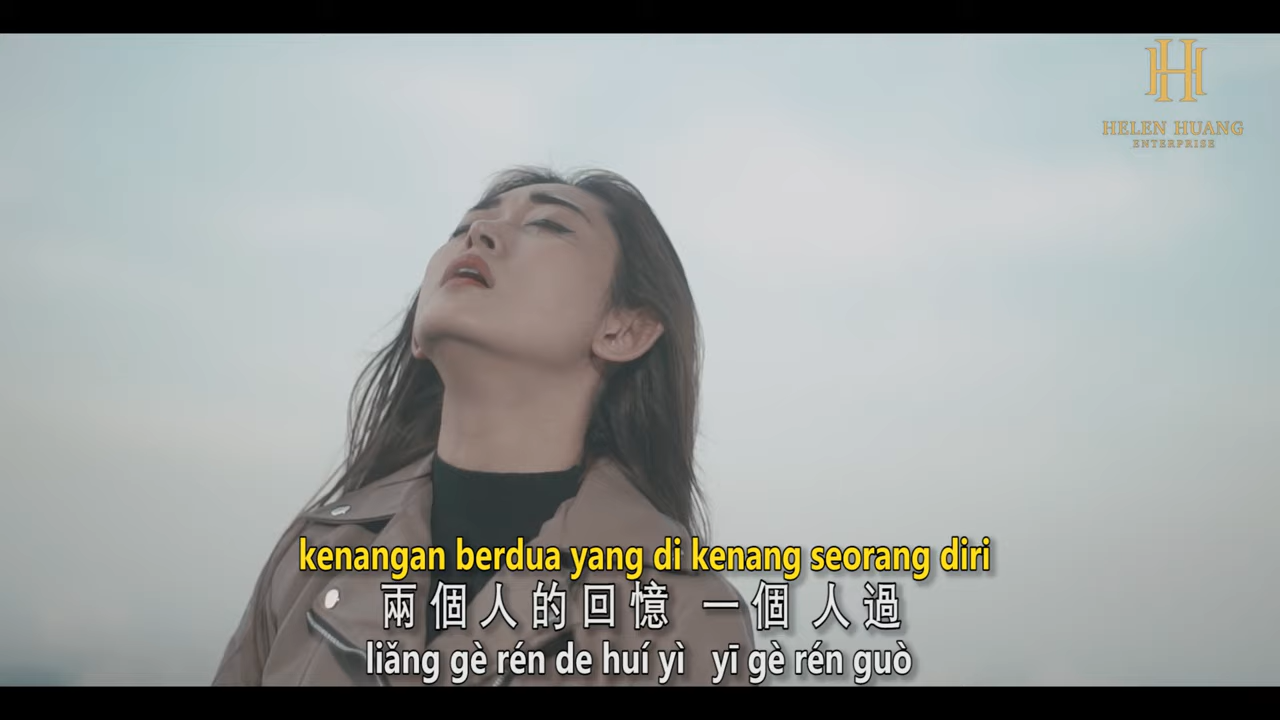 HELEN HUANG
ENTERPRISE
kenangan berdua yang di kenang seorang diri
兩個人的回憶 一個人過
liǎng gè rén de huí yì yī gè rén guò